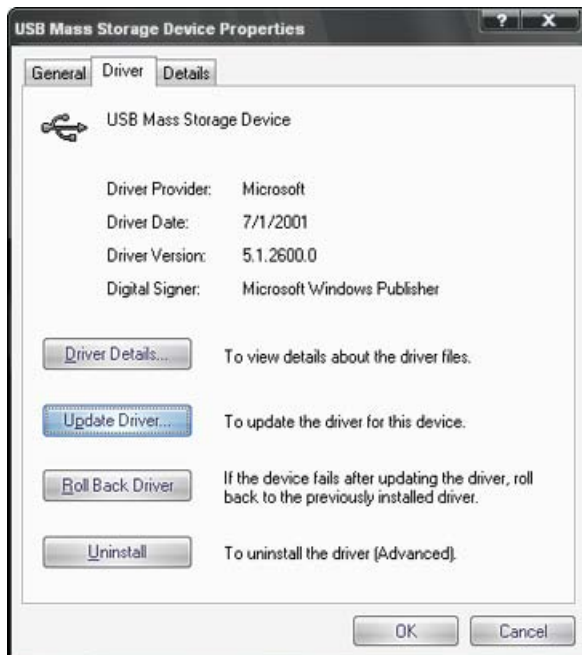 USB Mass Storage Device Properties
General Driver Details
USB Mass Storage Device
Driver Provider: Microsoft
Driver Date: 7/1/2001
Driver Version: 5.1.2600.0
Digital Signer: Microsoft Windows Publisher
Driver Details... To view details about the driver files.
Update Driver... To update the driver for this device.
Roll Back Driver If the device fails after updating the driver, roll
back to the previously installed driver.
Uninstall To uninstall the driver (Advanced).
OK Cancel